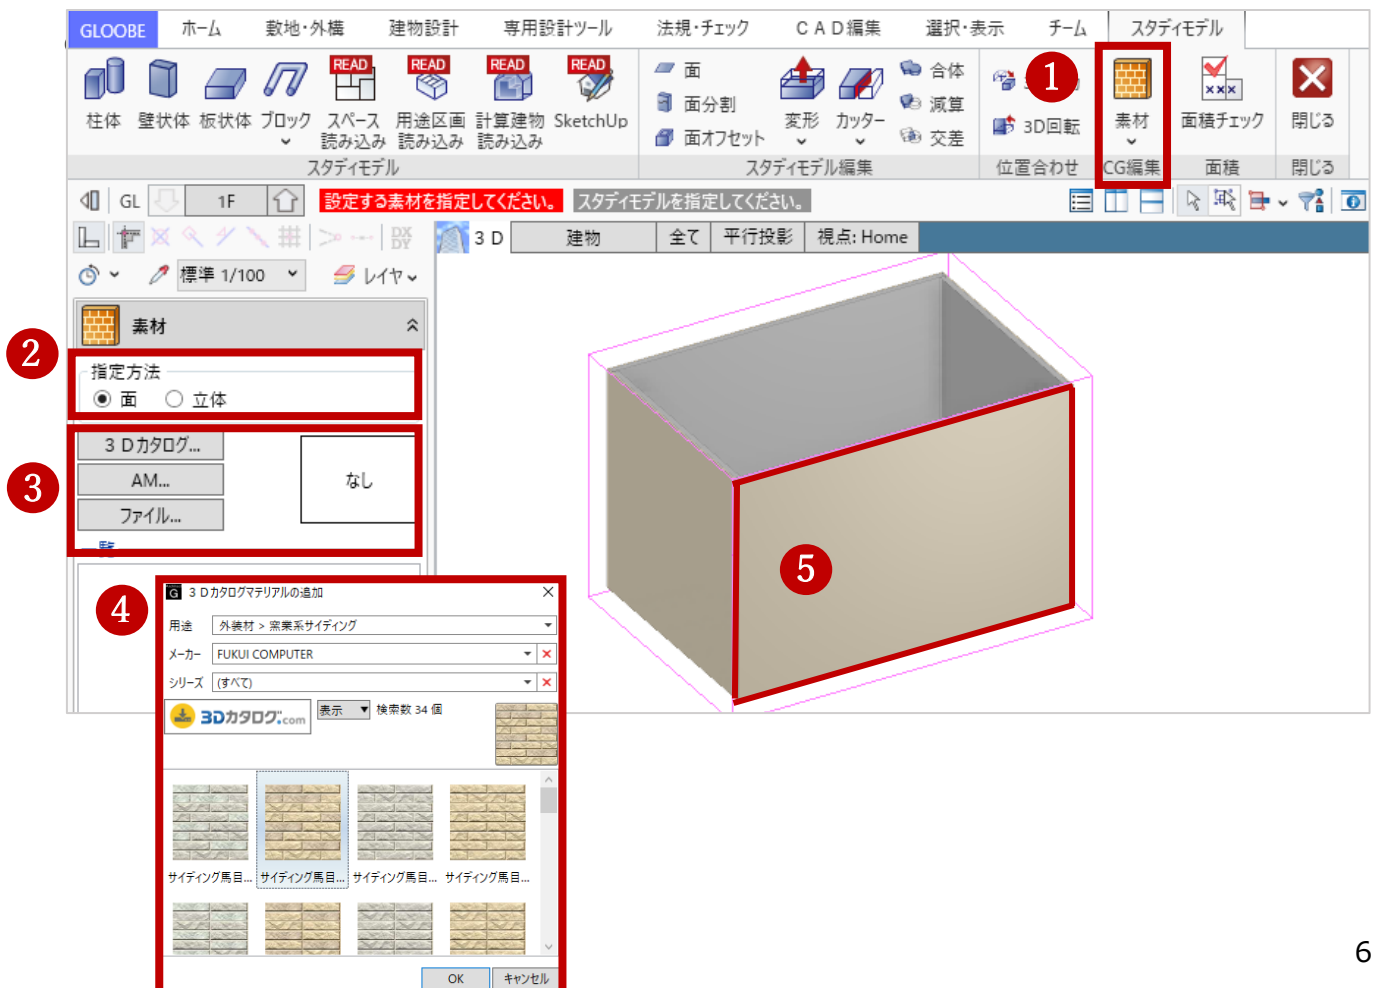 GLOOBE ホーム 敷地・外構 建物設計 専用設計ツール 法規・チェック ＣＡＤ編集 選択・表示 チーム スタディモデル
READ READ READ READ
柱体 壁状体 板状体 ブロック スペース 読み込み 用途区画 読み込み 計算建物 読み込み SketchUp
面
面分割
面オフセット
変形 カッター
合体
減算
交差
1
3D回転
素材 面積チェック 閉じる
スタディモデル スタディモデル編集 位置合わせ CG編集 面積 閉じる
GL 1F 設定する素材を指定してください。 スタディモデルを指定してください。
DX
DY
３Ｄ 建物 全て 平行投影 視点: Home
標準 1/100 レイヤ
素材
2
指定方法
面 立体
3
３Ｄカタログ...
AM...
ファイル...
なし
一覧
4
5
G ３Ｄカタログマテリアルの追加
用途 外装材 > 窯業系サイディング
メーカー FUKUI COMPUTER
シリーズ (すべて)
3Dカタログ.com 表示 検索数 34 個
サイディング馬目... サイディング馬目... サイディング馬目... サイディング馬目...
OK キャンセル
6